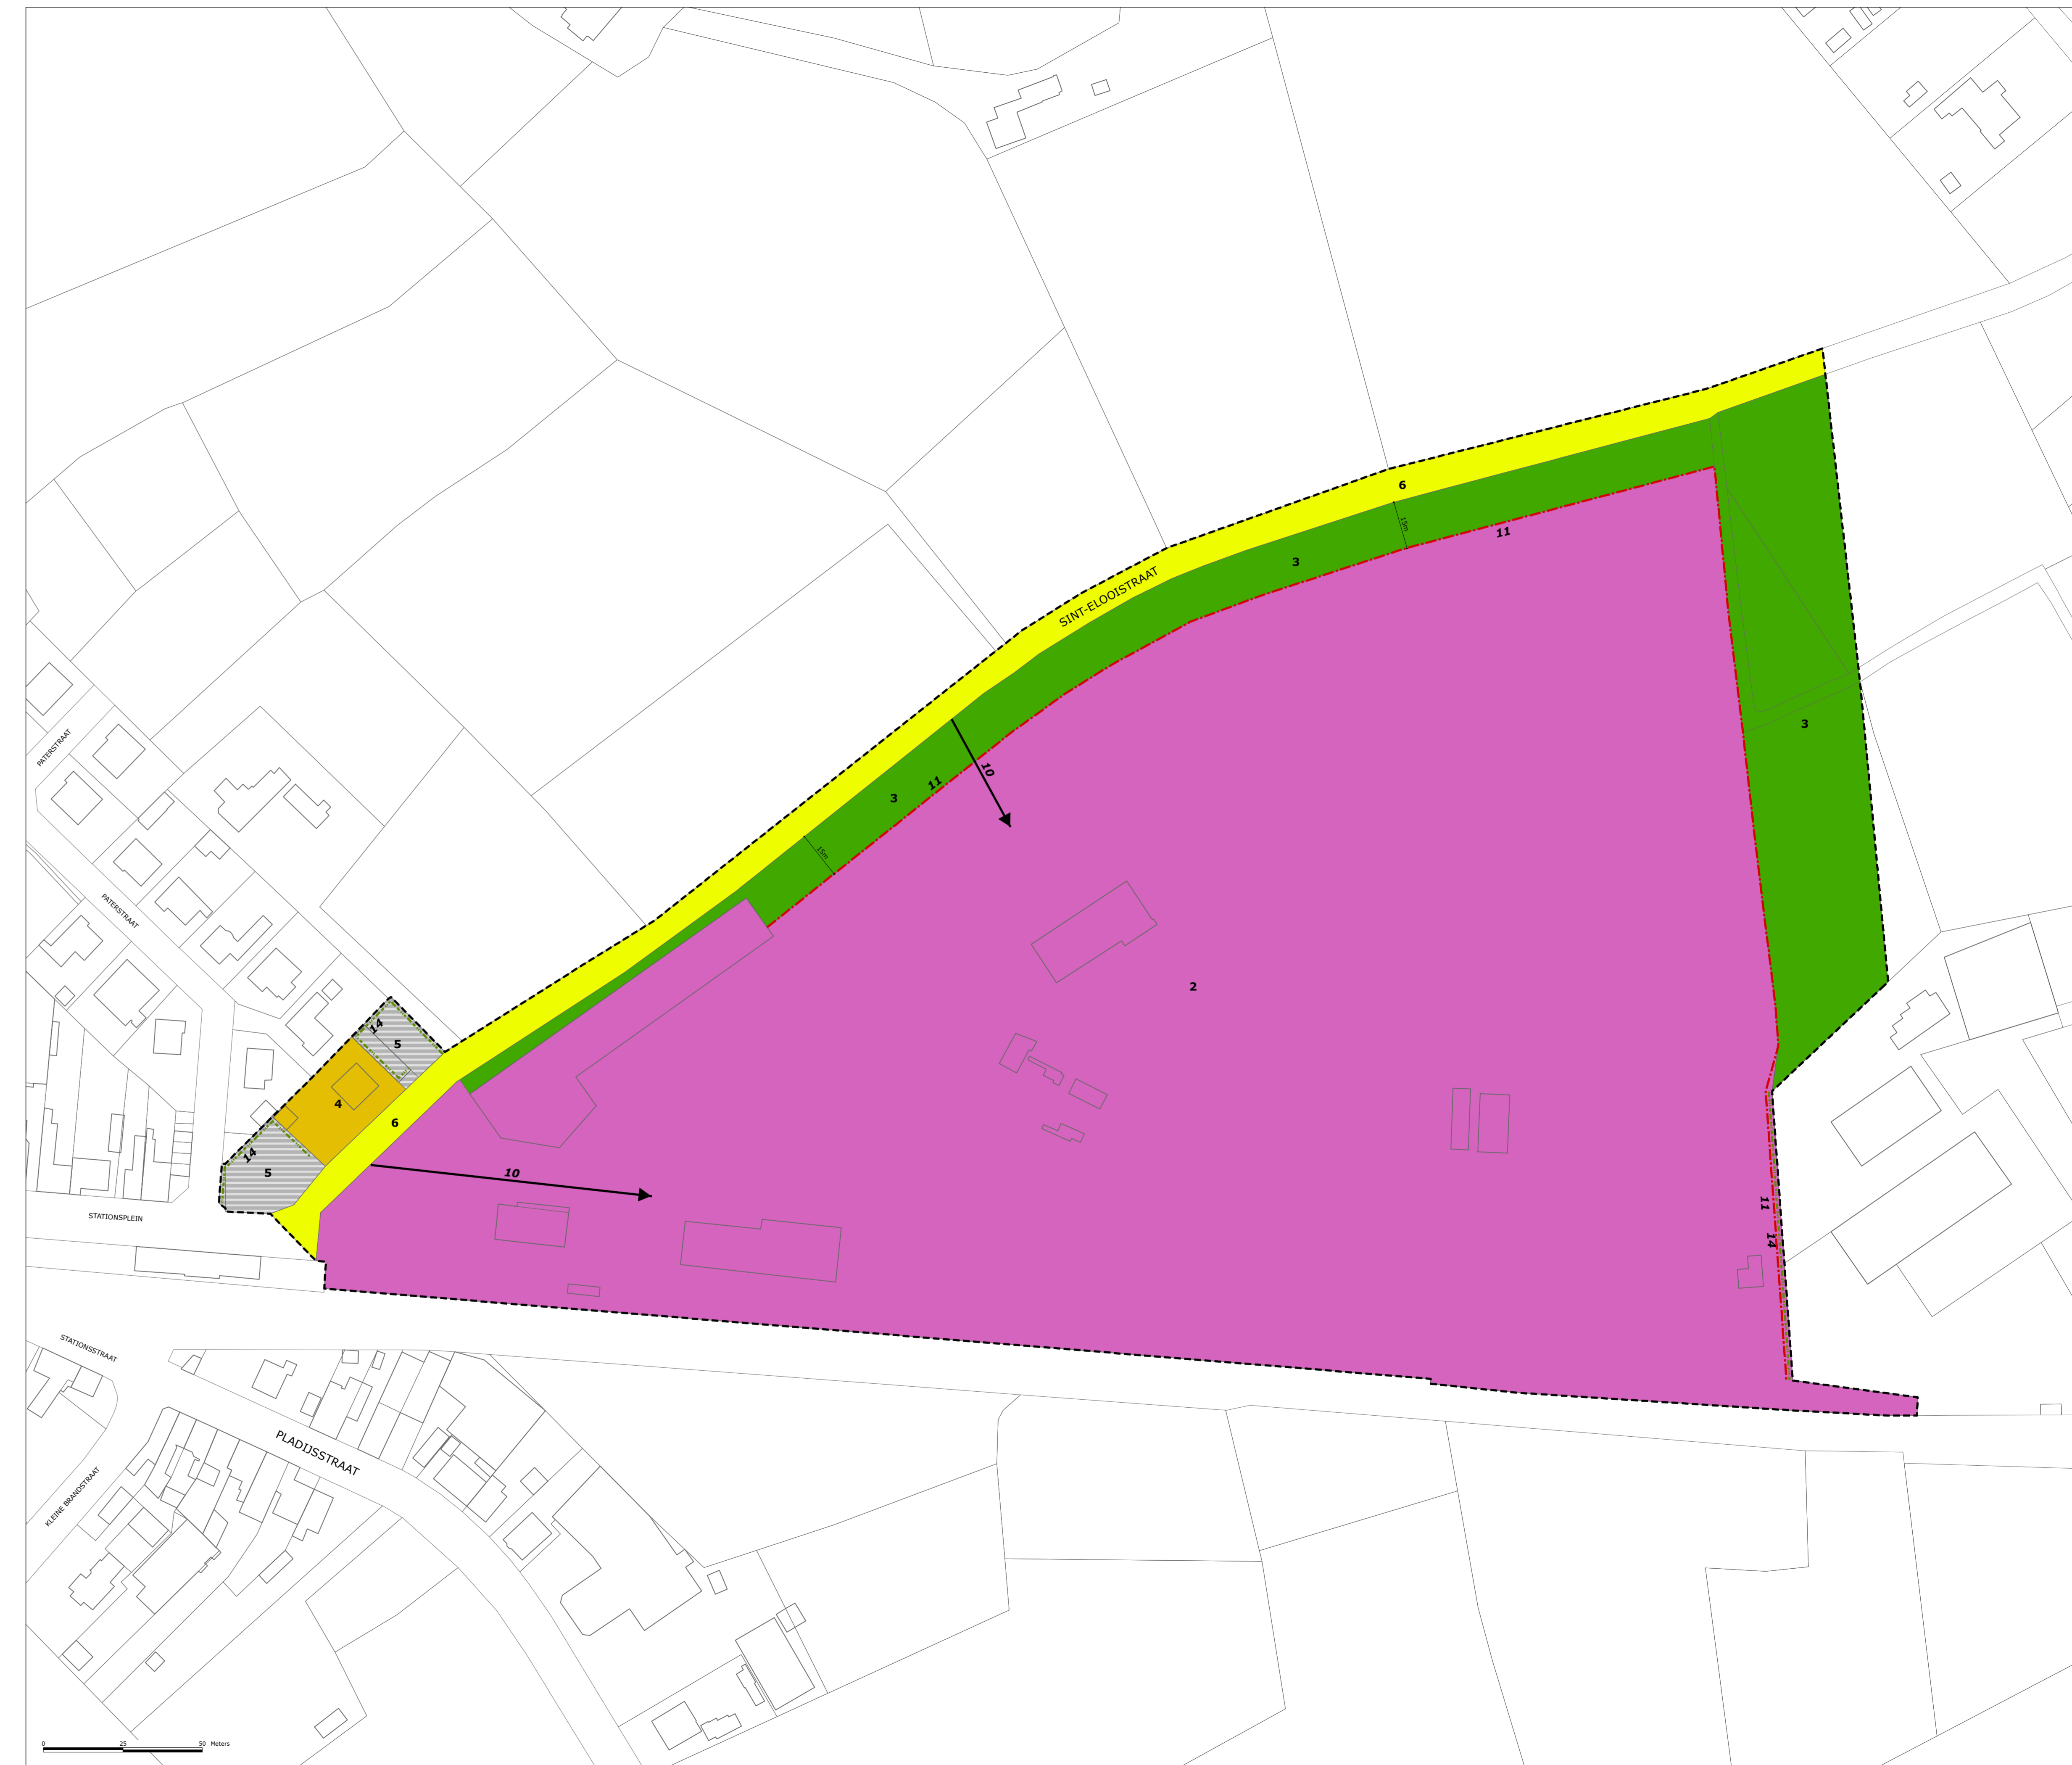 6
15m
11
3
SINT-ELOOISTRAAT
3
PATERSTRAAT
10
11
3
15m
PATERSTRAAT
2
14
5
4
6
14
5
10
11
STATIONSPLEIN
14
STATIONSSTRAAT
PLADIJSSTRAAT
KLEINE BRANDSTRAAT
0 25 50 Meters